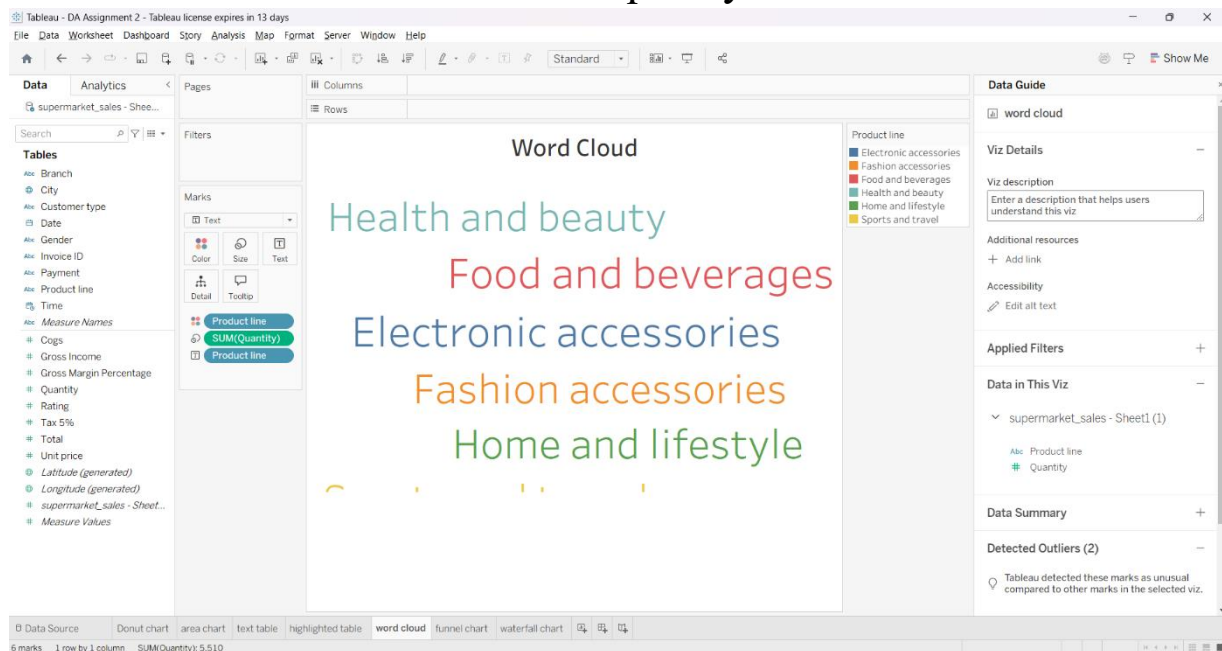 Tableau - DA Assignment 2 - Tableau license expires in 13 days
File Data Worksheet Dashboard Story Analysis Map Format Server Window Help
Standard
Show Me
Data
Analytics
supermarket_sales - Shee...
Search
Tables
Abc Branch
City
Abc Customer type
Date
Abc Gender
Abc Invoice ID
Abc Payment
Abc Product line
Time
Abc Measure Names
# Cogs
# Gross Income
# Gross Margin Percentage
# Quantity
# Rating
# Tax 5%
# Total
# Unit price
Latitude (generated)
Longitude (generated)
# supermarket_sales - Sheet...
# Measure Values
Pages
Filters
Marks
Text
Color Size Text
Detail Tooltip
Product line
SUM(Quantity)
Product line
Columns
Rows
Word Cloud
Health and beauty
Food and beverages
Electronic accessories
Fashion accessories
Home and lifestyle
Product line
Electronic accessories
Fashion accessories
Food and beverages
Health and beauty
Home and lifestyle
Sports and travel
Data Guide
word cloud
Viz Details
Viz description
Enter a description that helps users
understand this viz
Additional resources
+ Add link
Accessibility
Edit alt text
Applied Filters
Data in This Viz
supermarket_sales - Sheet1 (1)
Abc Product line
# Quantity
Data Summary
Detected Outliers (2)
Tableau detected these marks as unusual
compared to other marks in the selected viz.
Data Source Donut chart area chart text table highlighted table word cloud funnel chart waterfall chart
6 marks 1 row by 1 column SUM(Quantity): 5,510